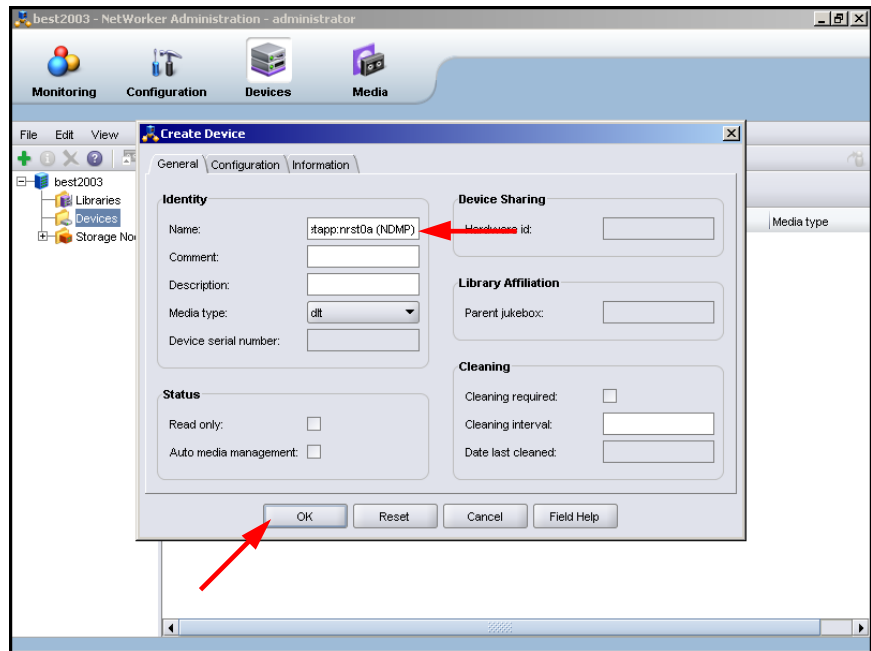 best2003 - NetWorker Administration - administrator
Monitoring Configuration Devices Media
File Edit View
Create Device
best2003
Libraries
Devices
Storage No
Media type
General Configuration Information
Identity
Name: :tapp:nrst0a (NDMP)
Comment:
Description:
Media type: dlt
Device serial number:
Status
Read only:
Auto media management:
Device Sharing
Hardware id:
Library Affiliation
Parent jukebox:
Cleaning
Cleaning required:
Cleaning interval:
Date last cleaned:
OK Reset Cancel Field Help